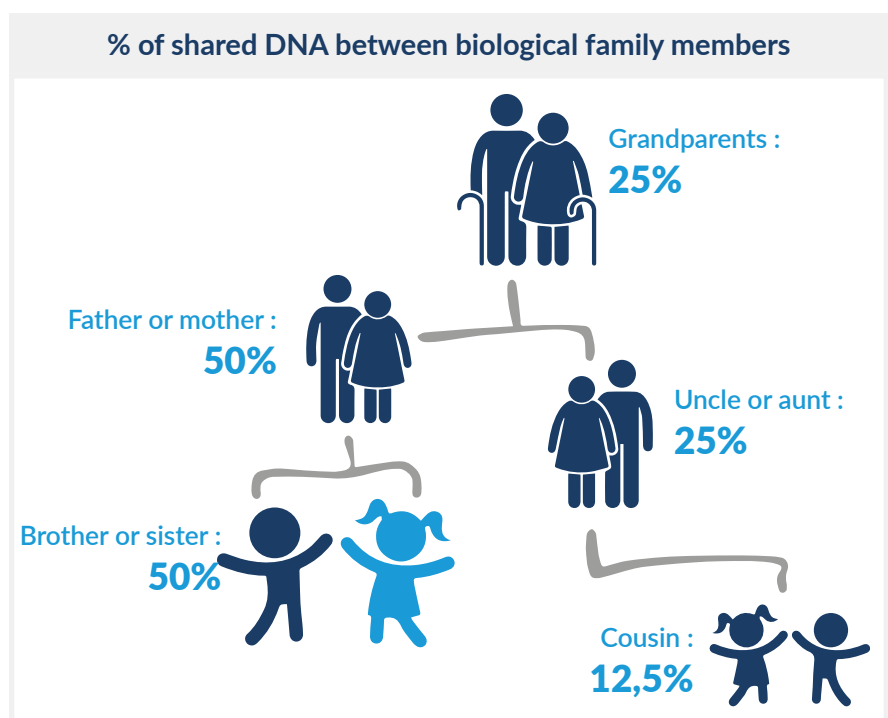 % of shared DNA between biological family members
Grandparents :
25%
Father or mother :
50%
Uncle or aunt :
25%
Brother or sister :
50%
Cousin :
12,5%